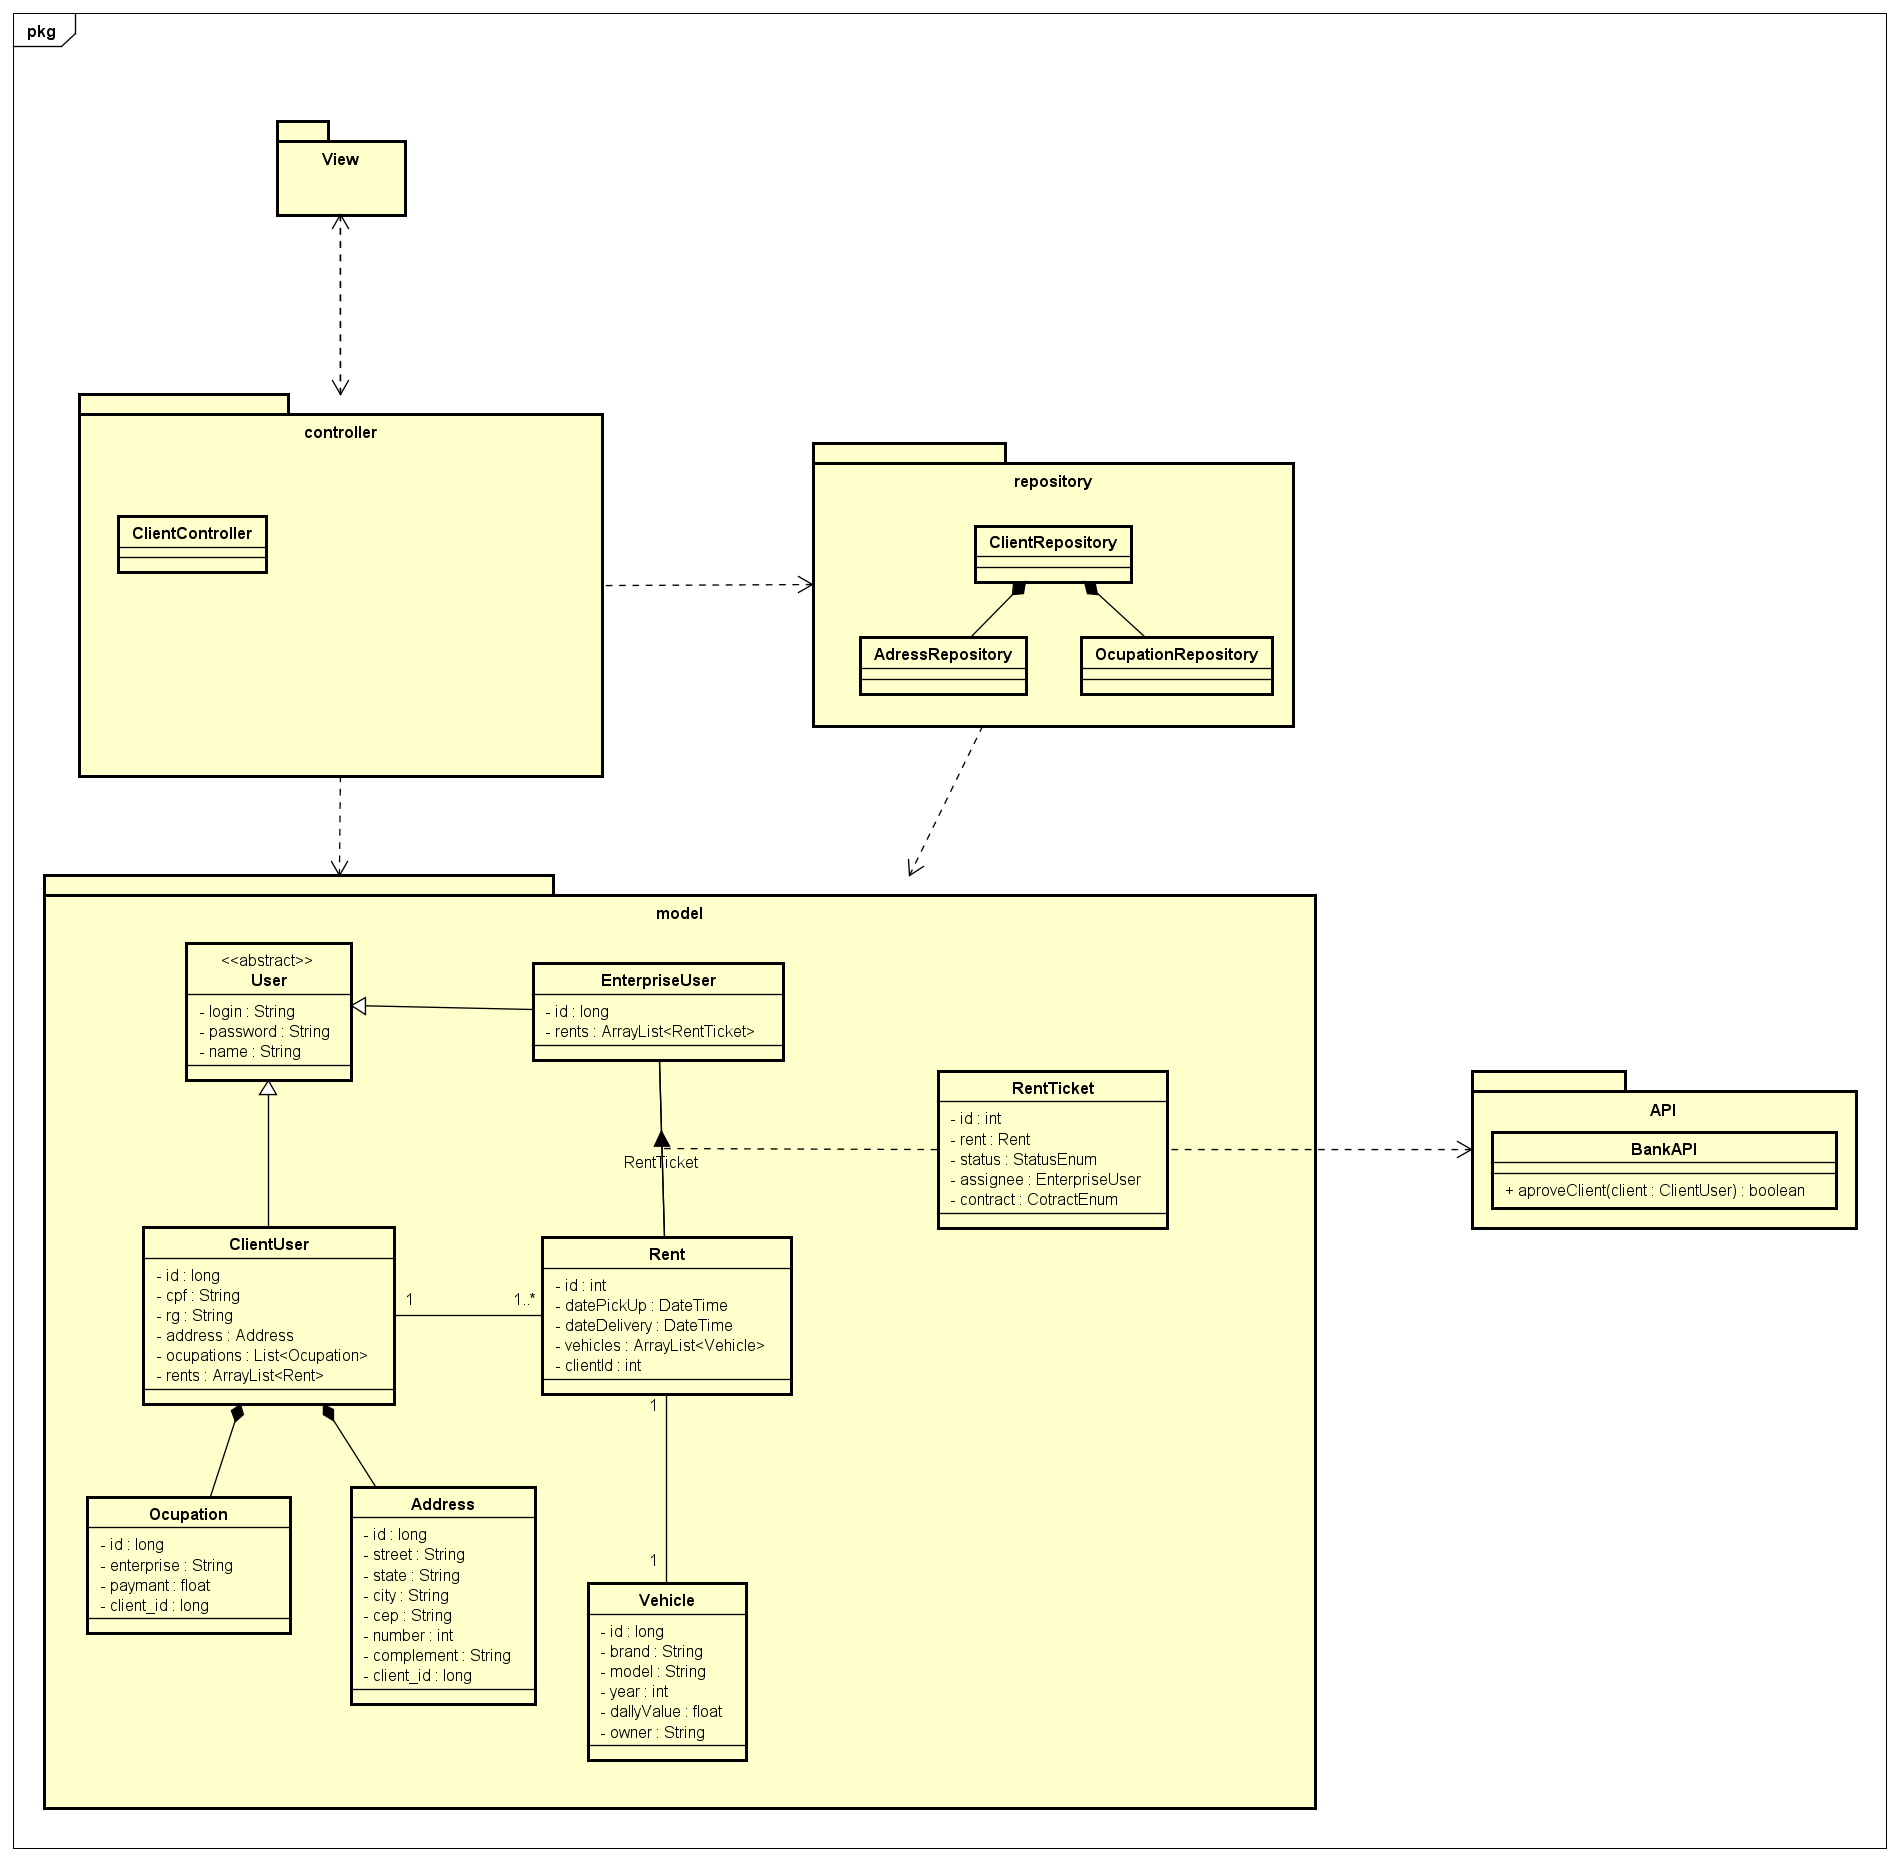 pkg
View
controller
ClientController
repository
ClientRepository
AdressRepository
OcupationRepository
model
<<abstract>>
User
- login : String
- password : String
- name : String
EnterpriseUser
- id : long
- rents : ArrayList<RentTicket>
RentTicket
RentTicket
- id : int
- rent : Rent
- status : StatusEnum
- assignee : EnterpriseUser
- contract : CotractEnum
API
BankAPI
+ aproveClient(client : ClientUser) : boolean
ClientUser
- id : long
- cpf : String
- rg : String
- address : Address
- ocupations : List<Ocupation>
- rents : ArrayList<Rent>
1
1..*
Rent
- id : int
- datePickUp : DateTime
- dateDelivery : DateTime
- vehicles : ArrayList<Vehicle>
- clientId : int
1
1
Ocupation
- id : long
- enterprise : String
- paymant : float
- client_id : long
Address
- id : long
- street : String
- state : String
- city : String
- cep : String
- number : int
- complement : String
- client_id : long
Vehicle
- id : long
- brand : String
- model : String
- year : int
- dallyValue : float
- owner : String